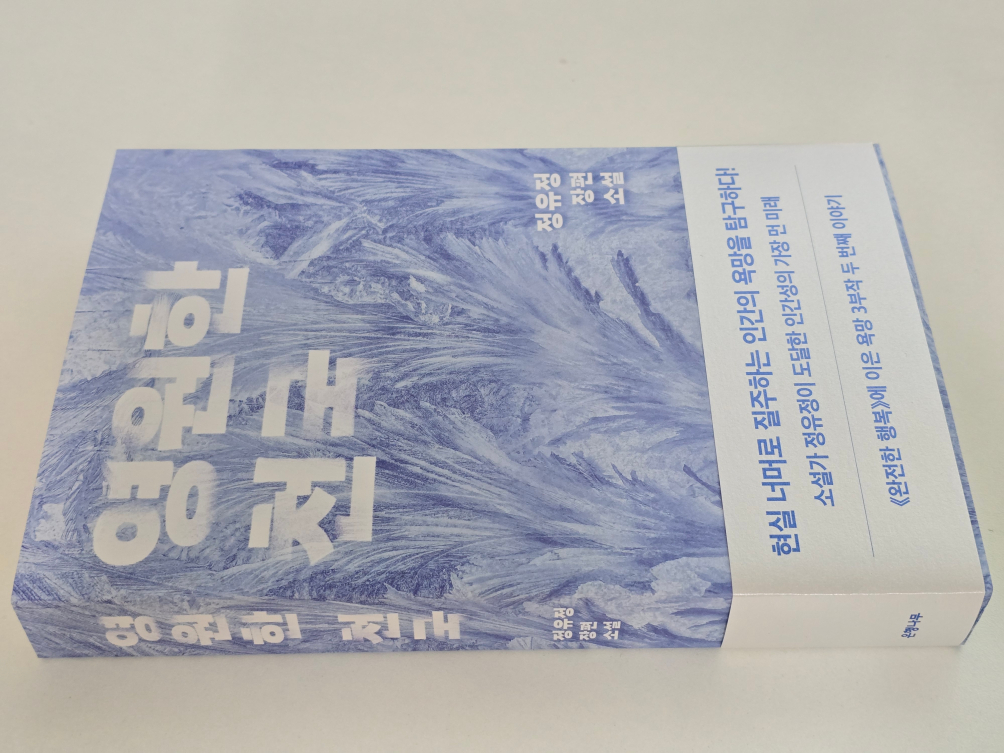 영원한
천국
정유정
장편
소설
현실 너머로 질주하는 인간의 욕망을 탐구하다!
소설가 정유정이 도달한 인간성의 가장 먼 미래
《완전한 행복》에 이은 욕망 3부작 두 번째 이야기
영원한 천국
정유정
장편
소설
은행나무